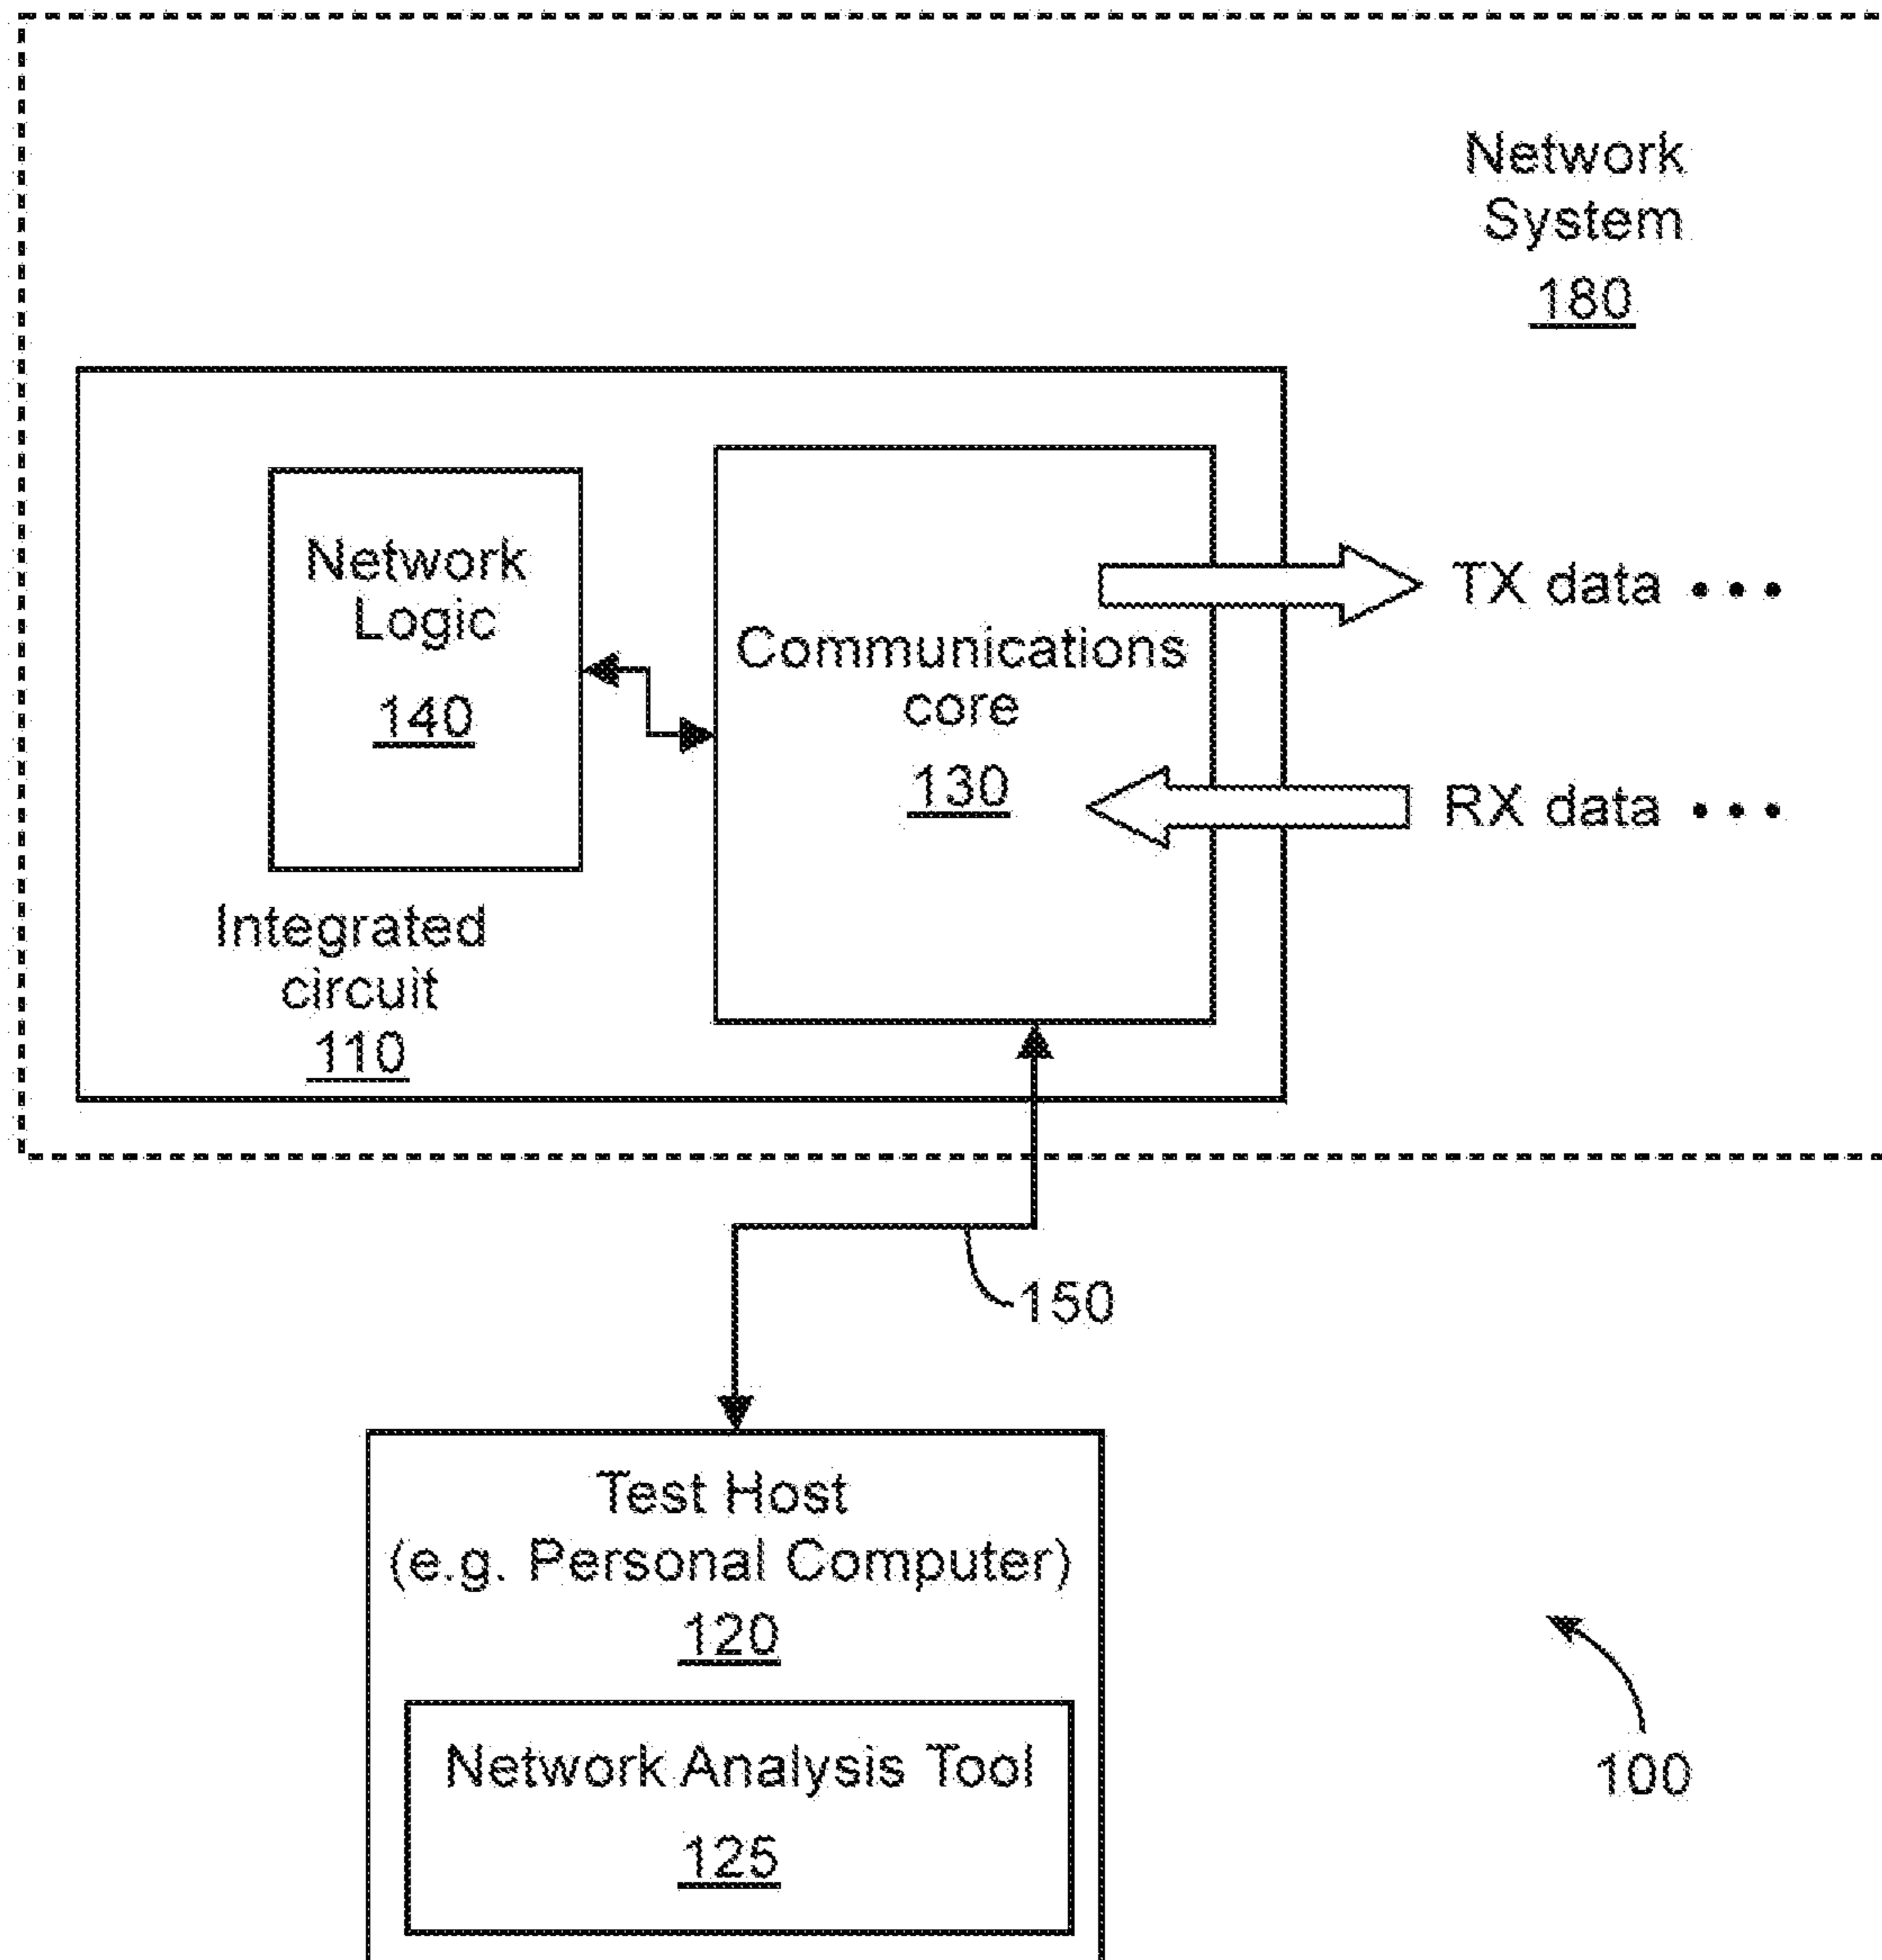 Network
System
180
Network
Logic
140
Communications
core
130
TX data •••
RX data •••
Integrated
circuit
110
150
Test Host
(e.g. Personal Computer)
120
Network Analysis Tool
125
100